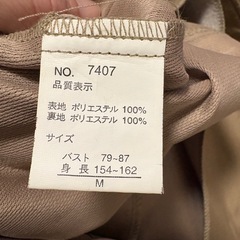 NO. 7407
品質表示
表地 ポリエステル 100%
裏地 ポリエステル 100%
サイズ
バスト 79~87
身長 154~162
M